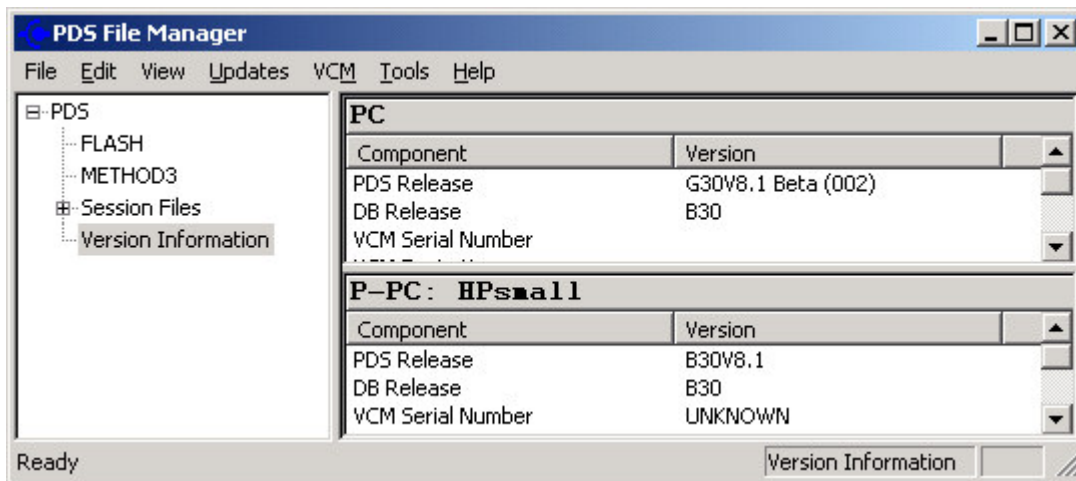 PDS File Manager
File Edit View Updates VCM Tools Help
PDS
FLASH
METHOD3
Session Files
Version Information
PC
Component Version
PDS Release G30V8.1 Beta (002)
DB Release B30
VCM Serial Number
P-PC: HPsmall
Component Version
PDS Release B30V8.1
DB Release B30
VCM Serial Number UNKNOWN
Ready Version Information